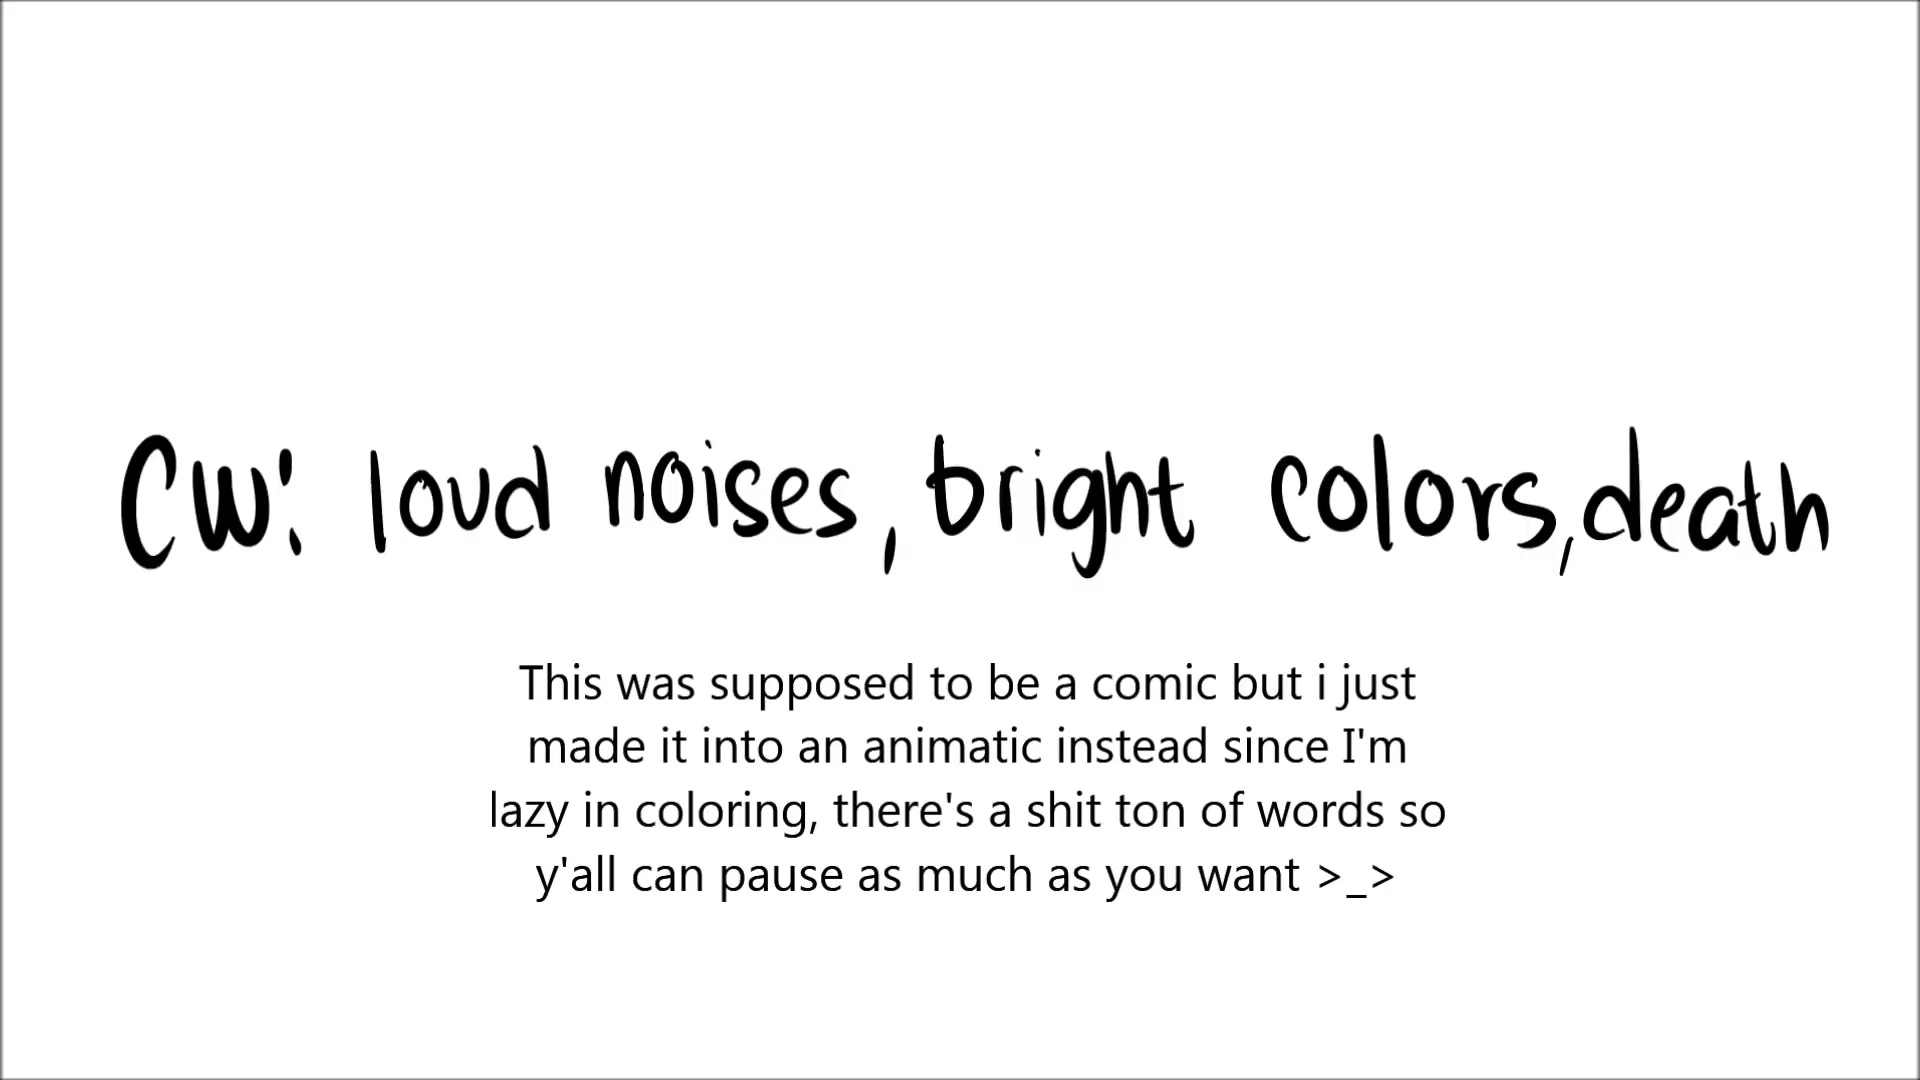 CW: loud noises, bright colors, death
This was supposed to be a comic but i just
made it into an animatic instead since I'm
lazy in coloring, there's a shit ton of words so
y'all can pause as much as you want >_>